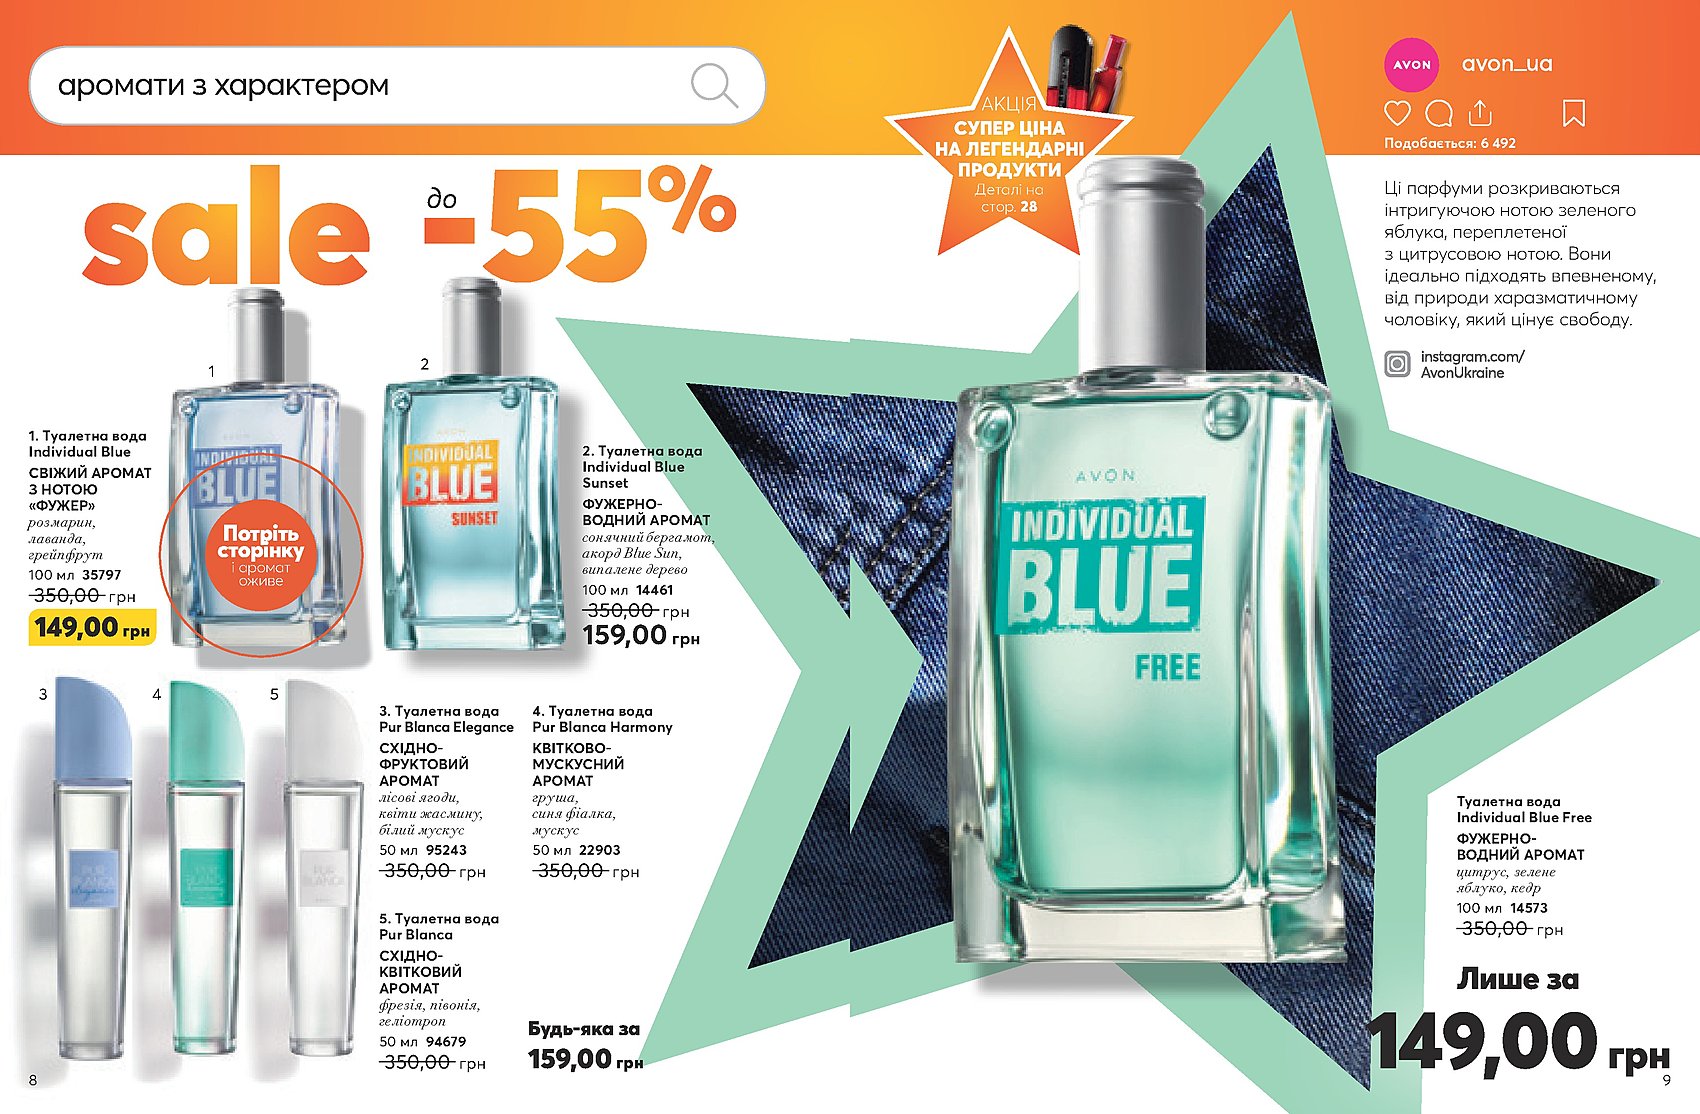 аромати з характером
sale до -55%
АКЦІЯ
СУПЕР ЦІНА
НА ЛЕГЕНДАРНІ
ПРОДУКТИ
Деталі на
стор. 28
AVON
avon_ua
Подобається: 6 492
Ці парфуми розкриваються
інтригуючою нотою зеленого
яблука, переплетеної
з цитрусовою нотою. Вони
ідеально підходять впевненому,
від природи харазматичному
чоловіку, який цінує свободу.
instagram.com/
AvonUkraine
1
2
1. Туалетна вода
Individual Blue
СВІЖИЙ АРОМАТ
З НОТОЮ
«ФУЖЕР»
розмарин,
лаванда,
грейпфрут
100 мл 35797
350,00 грн
149,00 грн
AVON
INDIVIDUAL
BLUE
Потріть
сторінку
і аромат
оживе
AVON
INDIVIDUAL
BLUE
SUNSET
2. Туалетна вода
Individual Blue
Sunset
ФУЖЕРНО-
ВОДНИЙ АРОМАТ
сонячний бергамот,
акорд Blue Sun,
випалене дерево
100 мл 14461
350,00 грн
159,00 грн
3
4
5
PUR
BLANCA
elegance
PUR
BLANCA
PUR
BLANCA
3. Туалетна вода
Pur Blanca Elegance
СХІДНО-
ФРУКТОВИЙ
АРОМАТ
лісові ягоди,
квіти жасмину,
білий мускус
50 мл 95243
350,00 грн
4. Туалетна вода
Pur Blanca Harmony
КВІТКОВО-
МУСКУСНИЙ
АРОМАТ
груша,
синя фіалка,
мускус
50 мл 22903
350,00 грн
5. Туалетна вода
Pur Blanca
СХІДНО-
КВІТКОВИЙ
АРОМАТ
фрезія, півонія,
геліотроп
50 мл 94679
350,00 грн
Будь-яка за
159,00 грн
AVON
INDIVIDUAL
BLUE
FREE
Туалетна вода
Individual Blue Free
ФУЖЕРНО-
ВОДНИЙ АРОМАТ
цитрус, зелене
яблуко, кедр
100 мл 14573
350,00 грн
Лише за
149,00 грн
8
9